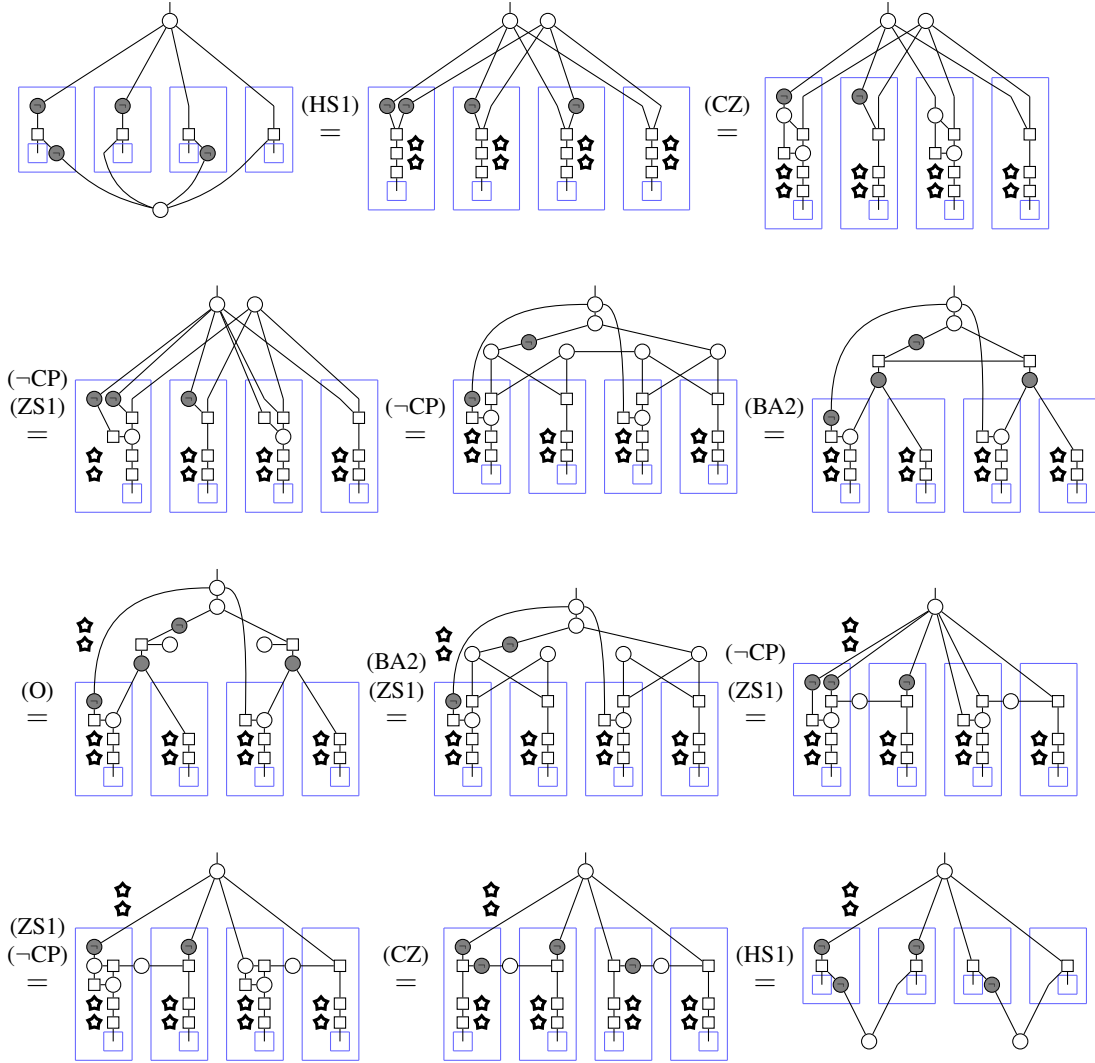 (HS1)
=
(CZ)
=
(¬CP)
(ZS1)
=
(¬CP)
=
(BA2)
=
(O)
=
(BA2)
(ZS1)
=
(¬CP)
(ZS1)
=
(ZS1)
(¬CP)
=
(CZ)
=
(HS1)
=